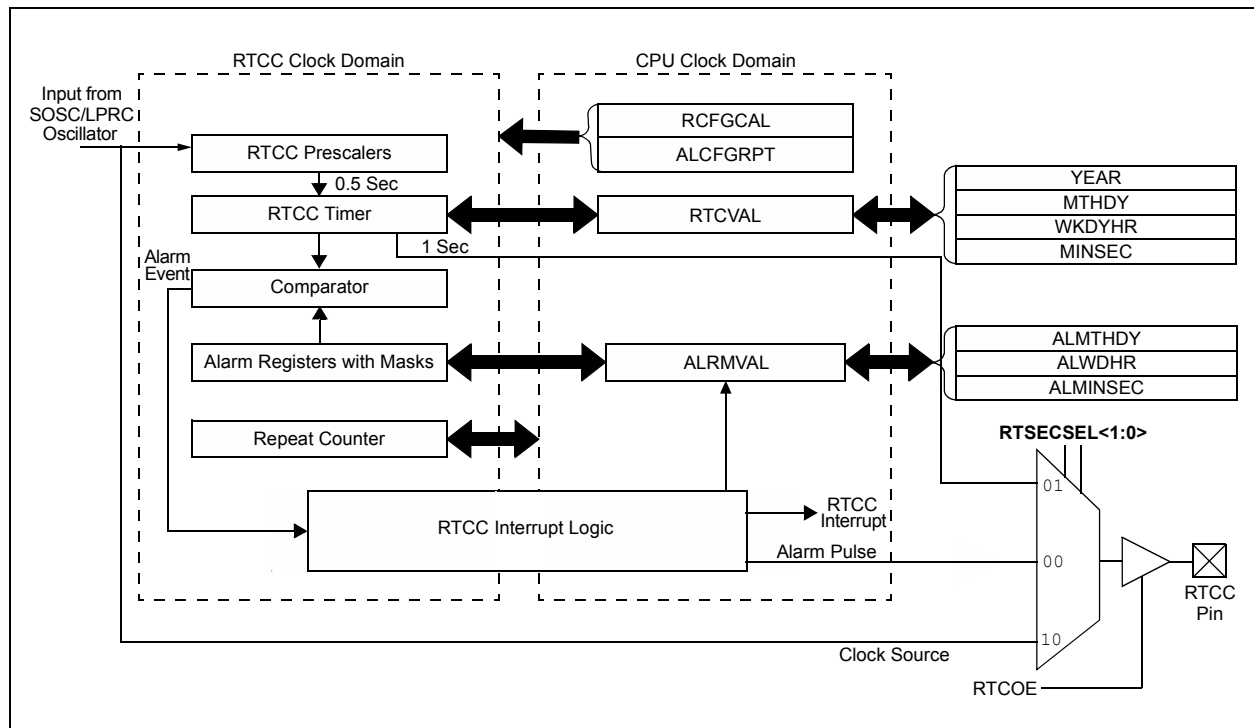 RTCC Clock Domain
CPU Clock Domain
Input from
SOSC/LPRC
Oscillator
RCFGCAL
ALCFGRPT
RTCC Prescalers
0.5 Sec
RTCC Timer
RTCVAL
YEAR
MTHDY
WKDYHR
MINSEC
1 Sec
Alarm
Event
Comparator
Alarm Registers with Masks
ALRMVAL
ALMTHDY
ALWDHR
ALMINSEC
Repeat Counter
RTSECSEL<1:0>
01
RTCC Interrupt Logic
RTCC
Interrupt
Alarm Pulse
00
RTCC
Pin
10
Clock Source
RTCOE